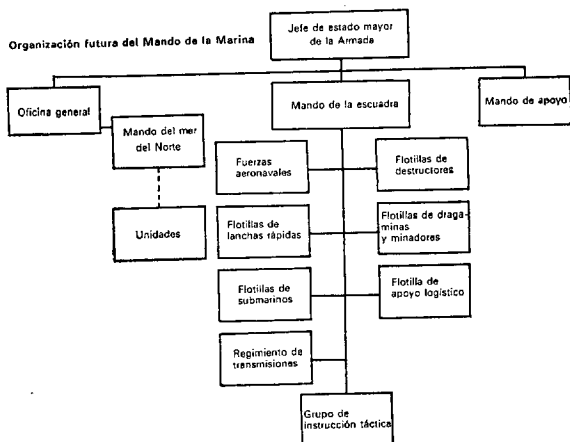 Organización futura del Mando de la Marina
Jefe de estado mayor
de la Armada
Oficina general
Mando de la escuadra
Mando de apoyo
Mando del mer
del Norte
Unidades
Fuerzas
aeronavales
Flotillas de
destructores
Flotillas de
lanchas rápidas
Flotillas de draga-
minas
y minadores
Flotillas de
submarinos
Flotilla de
apoyo logístico
Regimiento de
transmisiones
Grupo de
instrucción táctica